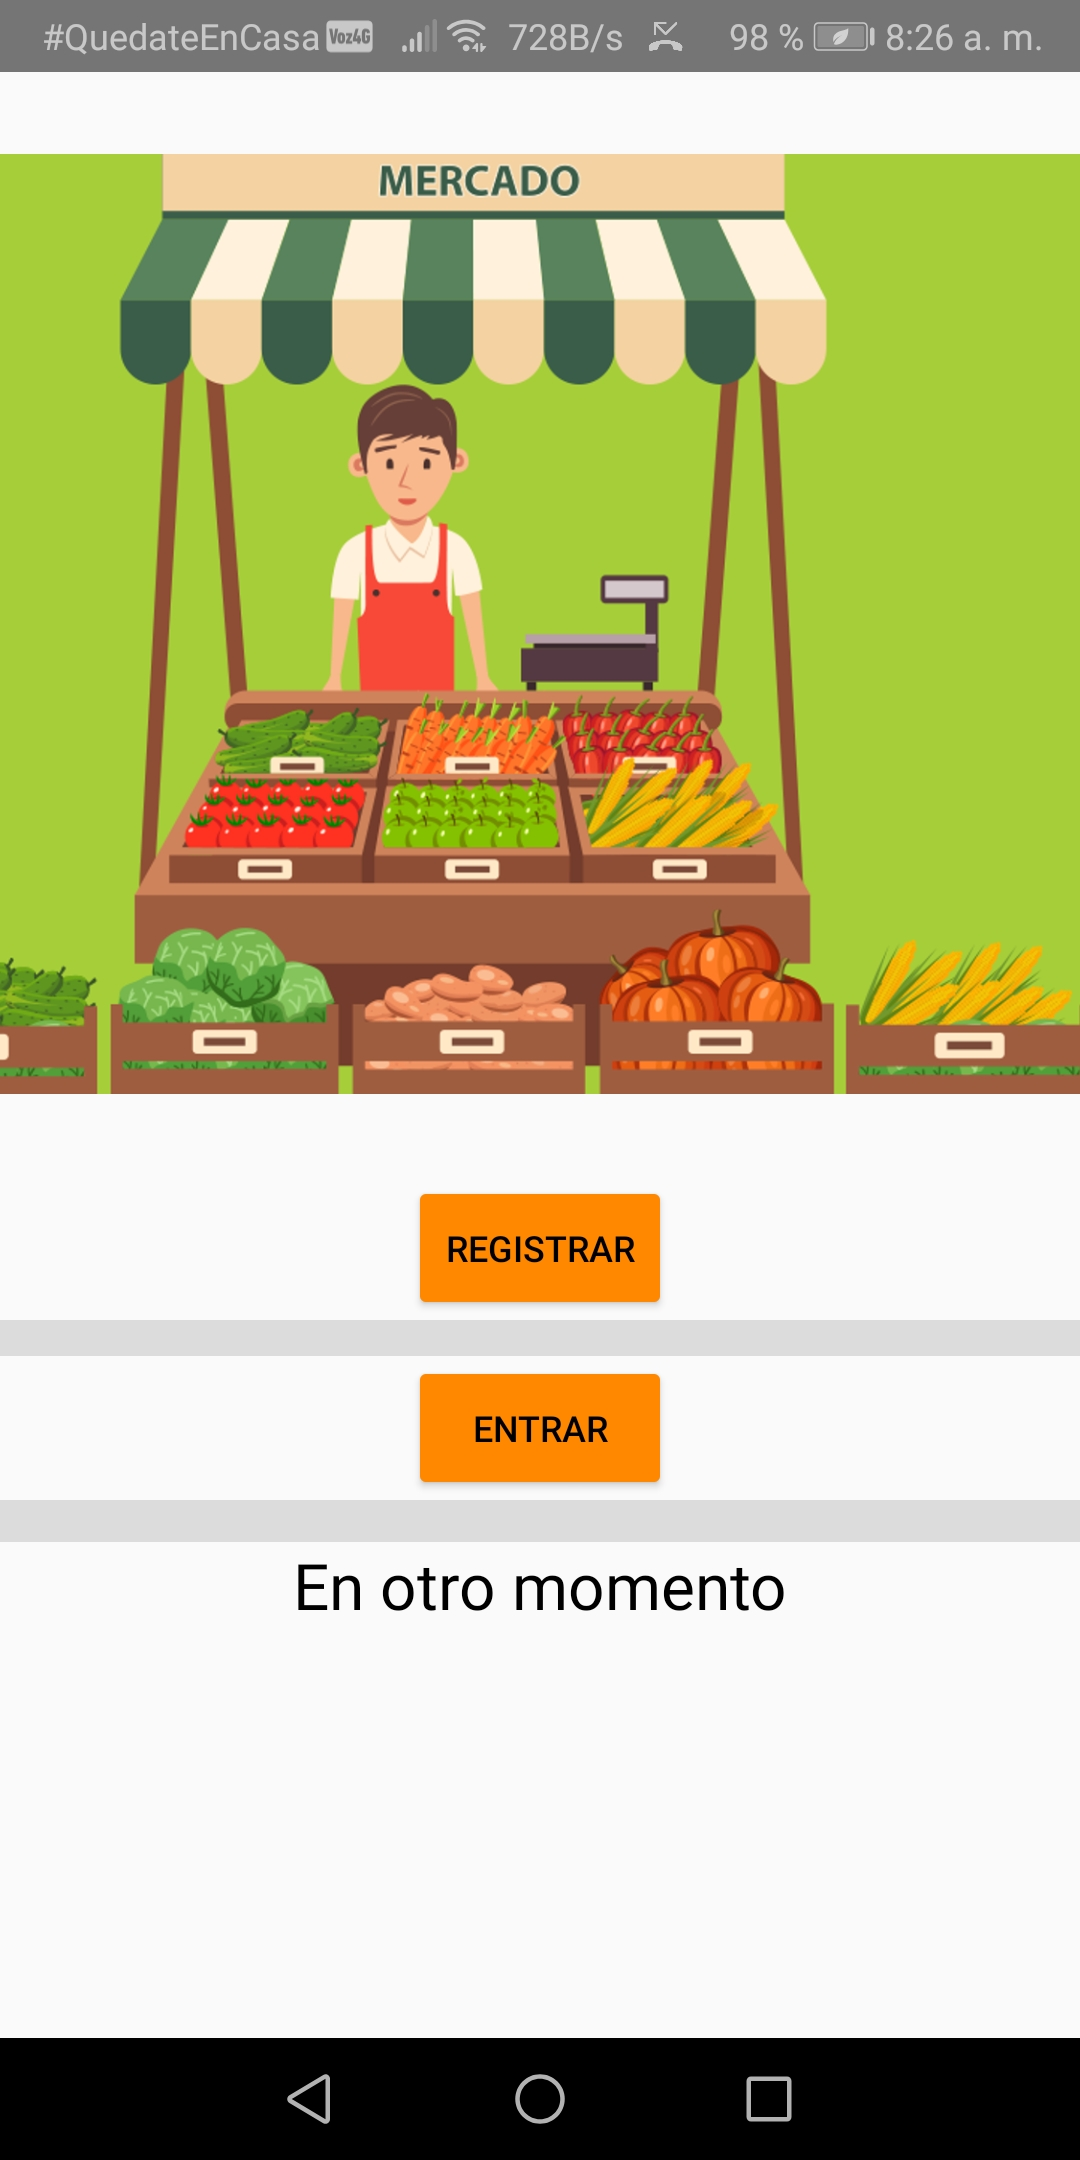 #QuedateEnCasa Voz4G 728B/s 98 % 8:26 a. m.
MERCADO
REGISTRAR
ENTRAR
En otro momento